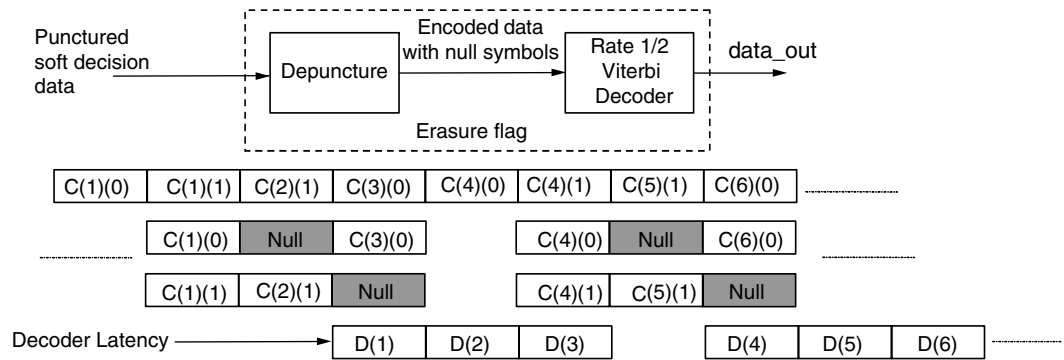 Punctured
soft decision
data
Depuncture
Encoded data
with null symbols
Rate 1/2
Viterbi
Decoder
data_out
Erasure flag
C(1)(0) C(1)(1) C(2)(1) C(3)(0) C(4)(0) C(4)(1) C(5)(1) C(6)(0)
C(1)(0) Null C(3)(0) C(4)(0) Null C(6)(0)
C(1)(1) C(2)(1) Null C(4)(1) C(5)(1) Null
Decoder Latency D(1) D(2) D(3) D(4) D(5) D(6)